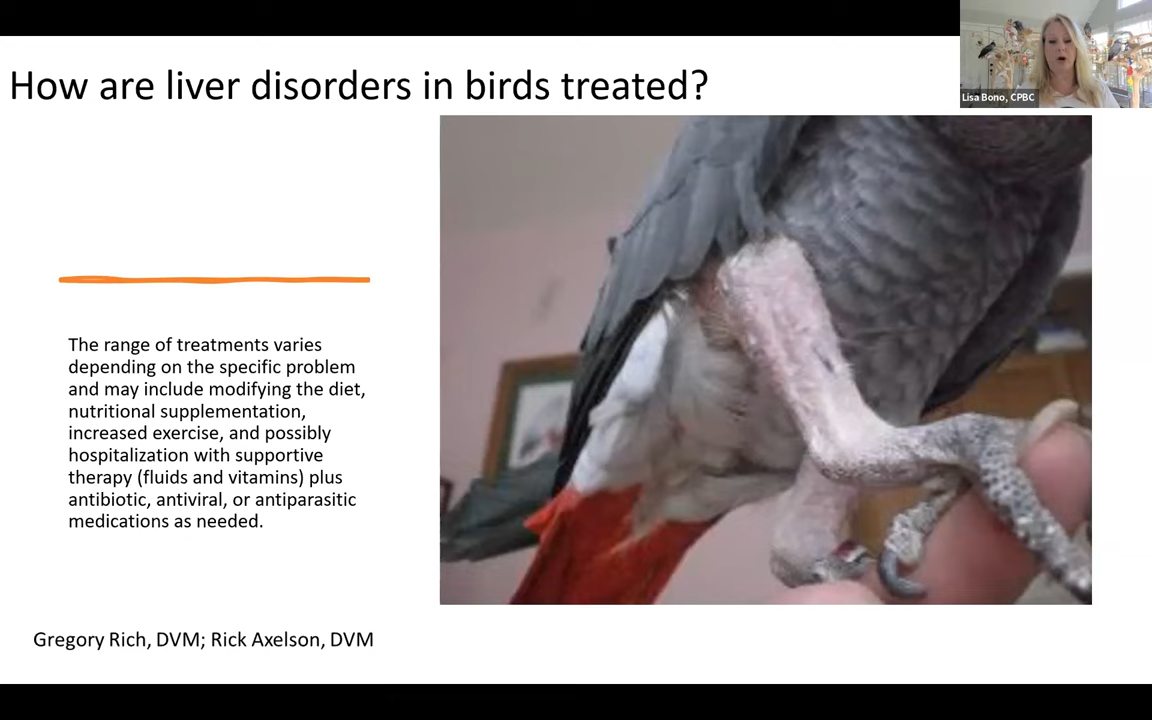 How are liver disorders in birds treated?
Lisa Bono, CPBC
The range of treatments varies
depending on the specific problem
and may include modifying the diet,
nutritional supplementation,
increased exercise, and possibly
hospitalization with supportive
therapy (fluids and vitamins) plus
antibiotic, antiviral, or antiparasitic
medications as needed.
Gregory Rich, DVM; Rick Axelson, DVM